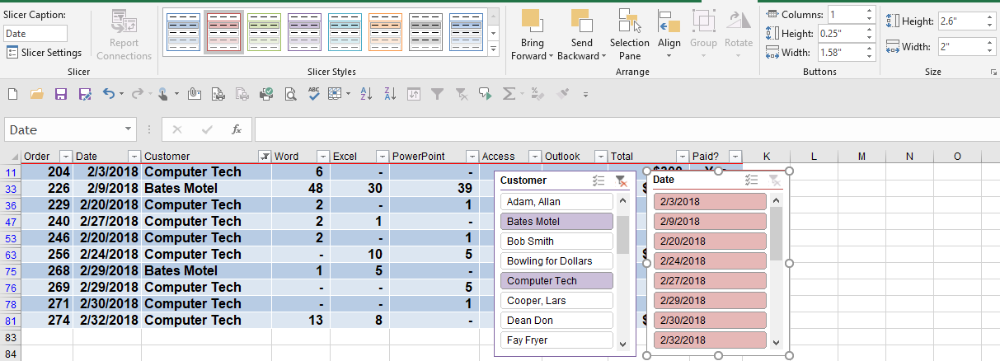 Slicer Caption:
Date
Slicer Settings
Report
Connections
Slicer
Slicer Styles
Bring
Forward
Send
Backward
Selection
Pane
Align
Group
Rotate
Arrange
Columns: 1
Height: 0.25"
Width: 1.58"
Buttons
Height: 2.6"
Width: 2"
Size
ABC
A
Z
Z
A
Date
fx
Order Date Customer Word Excel PowerPoint Access Outlook Total Paid? K L M N O
11 204 2/3/2018 Computer Tech 6 - -
33 226 2/9/2018 Bates Motel 48 30 39
36 229 2/20/2018 Computer Tech 2 - 1
47 240 2/27/2018 Computer Tech 2 1 -
53 246 2/20/2018 Computer Tech 2 - 1
63 256 2/24/2018 Computer Tech - 10 5
75 268 2/29/2018 Bates Motel 1 5 -
76 269 2/29/2018 Computer Tech - - 5
78 271 2/30/2018 Computer Tech - - 1
81 274 2/32/2018 Computer Tech 13 8 -
83
84
Customer
Adam, Allan
Bates Motel
Bob Smith
Bowling for Dollars
Computer Tech
Cooper, Lars
Dean Don
Fay Fryer
Date
2/3/2018
2/9/2018
2/20/2018
2/24/2018
2/27/2018
2/29/2018
2/30/2018
2/32/2018